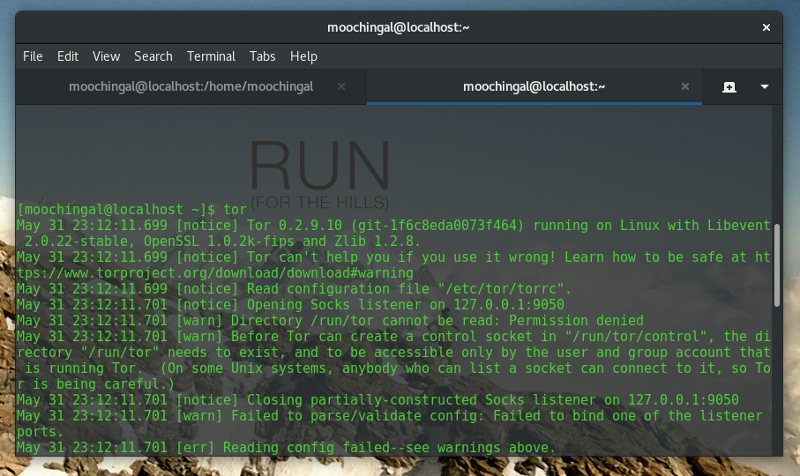 moochingal@localhost:~
File Edit View Search Terminal Tabs Help
moochingal@localhost:/home/moochingal moochingal@localhost:~
RUN
(FOR THE HILLS)
[moochingal@localhost ~]$ tor
May 31 23:12:11.699 [notice] Tor 0.2.9.10 (git-1f6c8eda0073f464) running on Linux with Libevent
 2.0.22-stable, OpenSSL 1.0.2k-fips and Zlib 1.2.8.
May 31 23:12:11.699 [notice] Tor can't help you if you use it wrong! Learn how to be safe at ht
tps://www.torproject.org/download/download#warning
May 31 23:12:11.699 [notice] Read configuration file "/etc/tor/torrc".
May 31 23:12:11.701 [notice] Opening Socks listener on 127.0.0.1:9050
May 31 23:12:11.701 [warn] Directory /run/tor cannot be read: Permission denied
May 31 23:12:11.701 [warn] Before Tor can create a control socket in "/run/tor/control", the di
rectory "/run/tor" needs to exist, and to be accessible only by the user and group account that
 is running Tor.  (On some Unix systems, anybody who can list a socket can connect to it, so To
r is being careful.)
May 31 23:12:11.701 [notice] Closing partially-constructed Socks listener on 127.0.0.1:9050
May 31 23:12:11.701 [warn] Failed to parse/validate config: Failed to bind one of the listener
ports.
May 31 23:12:11.701 [err] Reading config failed--see warnings above.